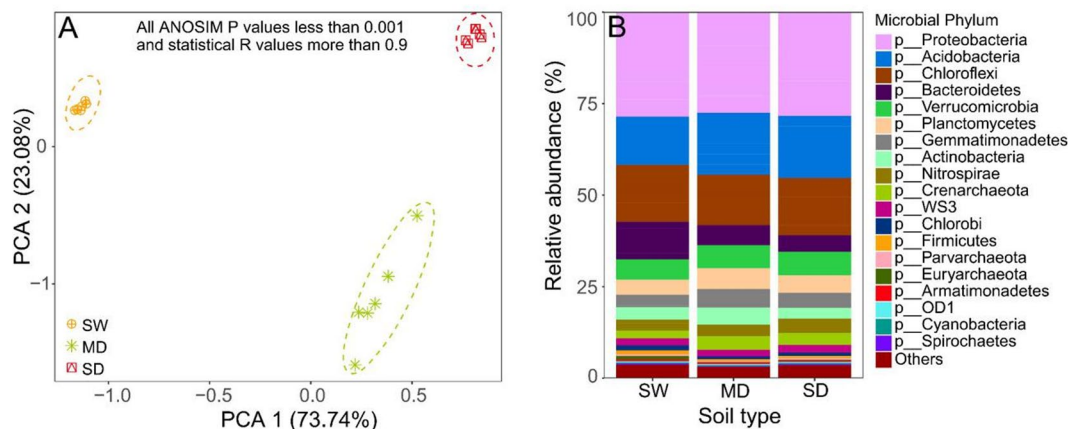 A
All ANOSIM P values less than 0.001
and statistical R values more than 0.9
PCA 2 (23.08%)
0
−1
SW
MD
SD
−1.0
−0.5
0.0
0.5
PCA 1 (73.74%)
B
Relative abundance (%)
100
75
50
25
0
SW
MD
SD
Soil type
Microbial Phylum
p__Proteobacteria
p__Acidobacteria
p__Chloroflexi
p__Bacteroidetes
p__Verrucomicrobia
p__Planctomycetes
p__Gemmatimonadetes
p__Actinobacteria
p__Nitrospirae
p__Crenarchaeota
p__WS3
p__Chlorobi
p__Firmicutes
p__Parvarchaeota
p__Euryarchaeota
p__Armatimonadetes
p__OD1
p__Cyanobacteria
p__Spirochaetes
Others